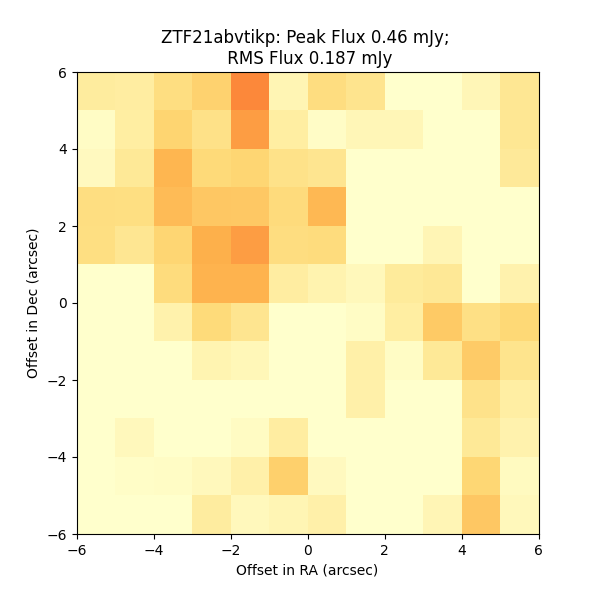 ZTF21abvtikp: Peak Flux 0.46 mJy;
RMS Flux 0.187 mJy
6
4
2
0
−2
−4
−6
Offset in Dec (arcsec)
−6 −4 −2 0 2 4 6
Offset in RA (arcsec)